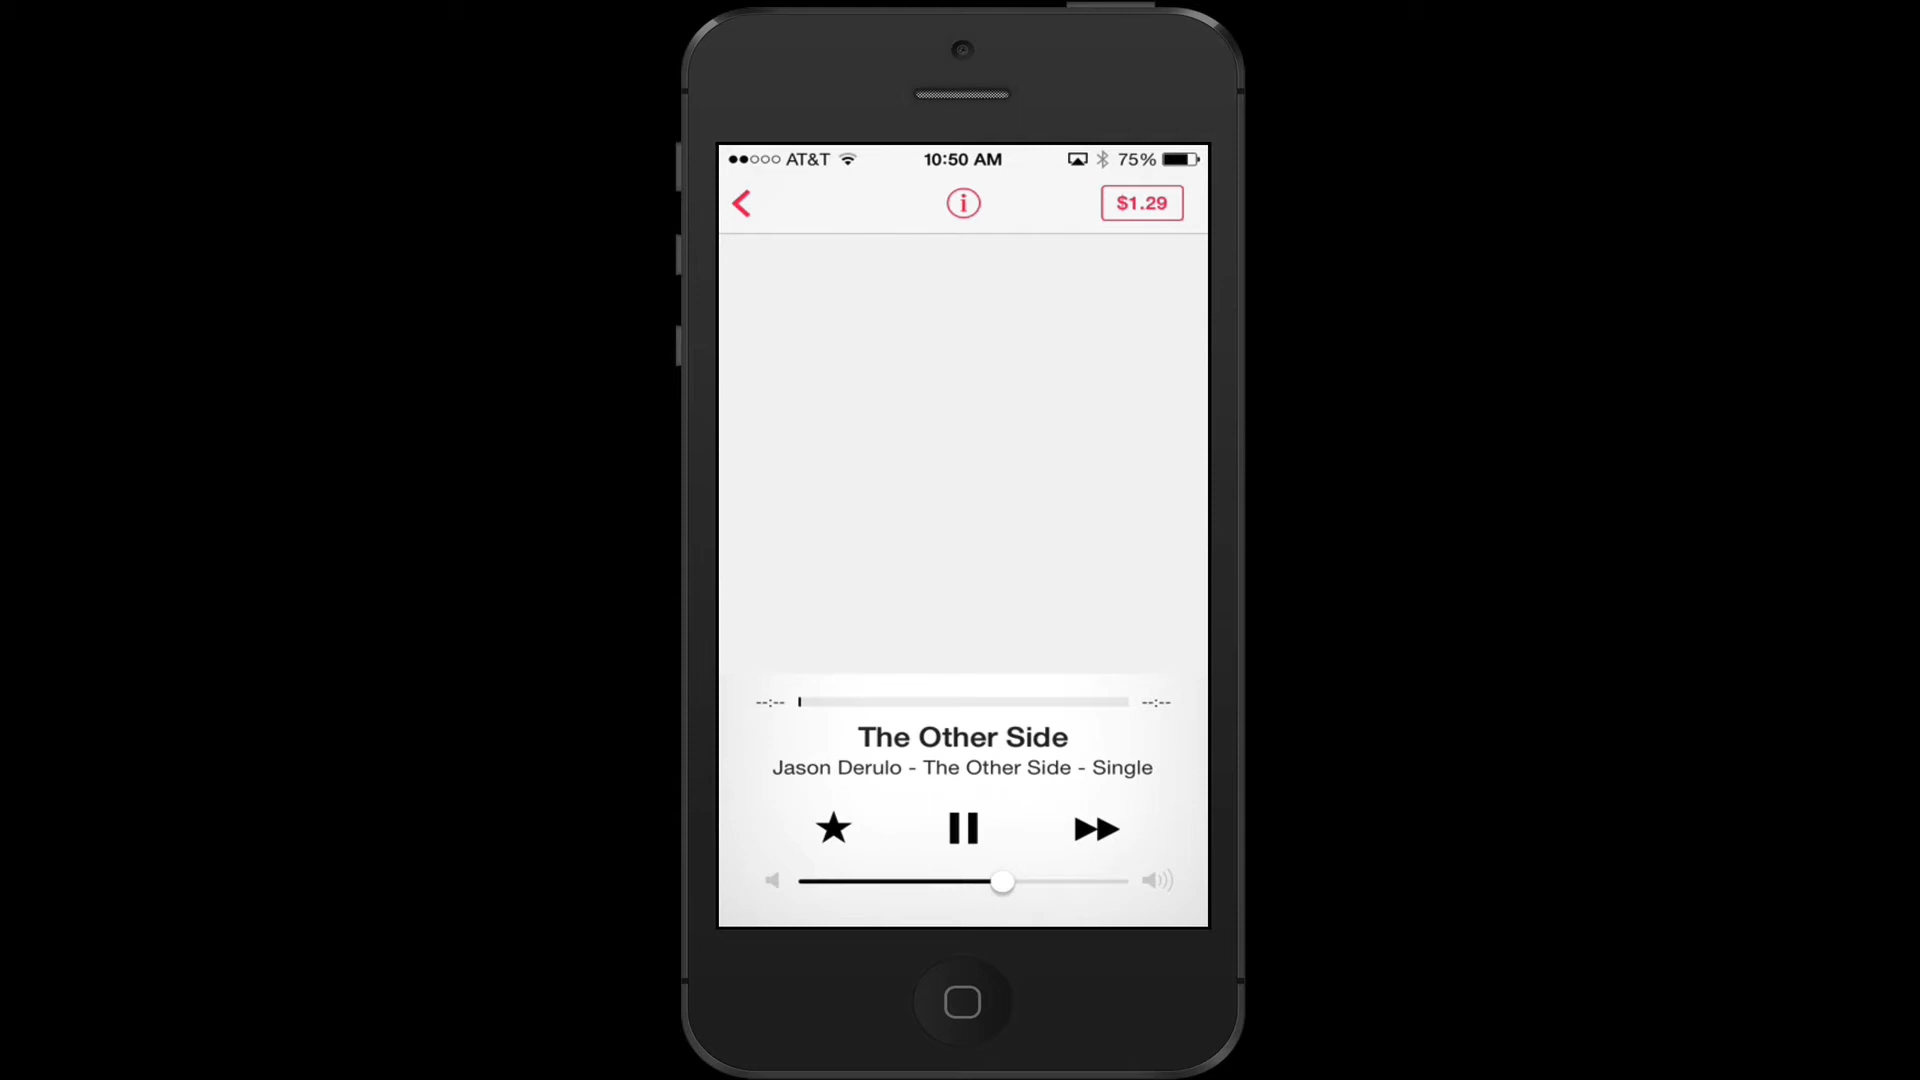 AT&T 10:50 AM 75%
$1.29
--:-- --:--
The Other Side
Jason Derulo - The Other Side - Single